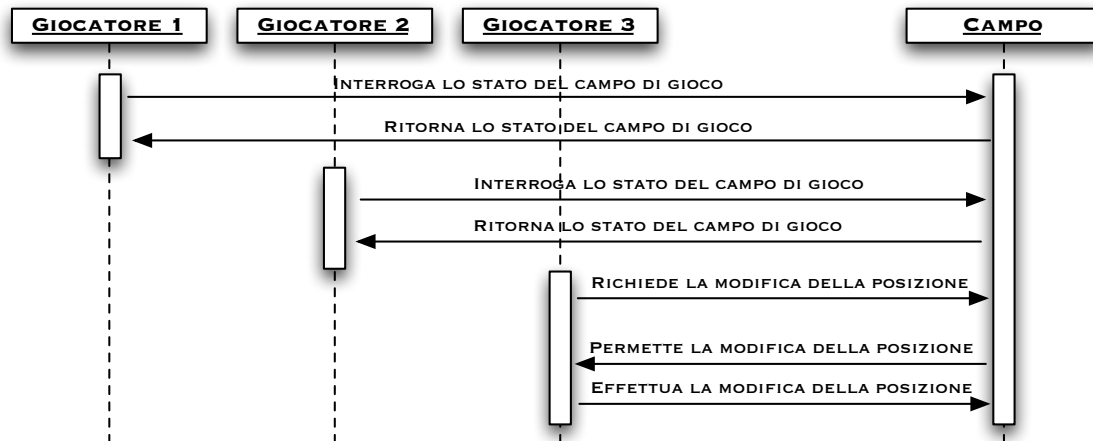 GIOCATORE 1
GIOCATORE 2
GIOCATORE 3
CAMPO
INTERROGA LO STATO DEL CAMPO DI GIOCO
RITORNA LO STATO DEL CAMPO DI GIOCO
INTERROGA LO STATO DEL CAMPO DI GIOCO
RITORNA LO STATO DEL CAMPO DI GIOCO
RICHIEDE LA MODIFICA DELLA POSIZIONE
PERMETTE LA MODIFICA DELLA POSIZIONE
EFFETTUA LA MODIFICA DELLA POSIZIONE